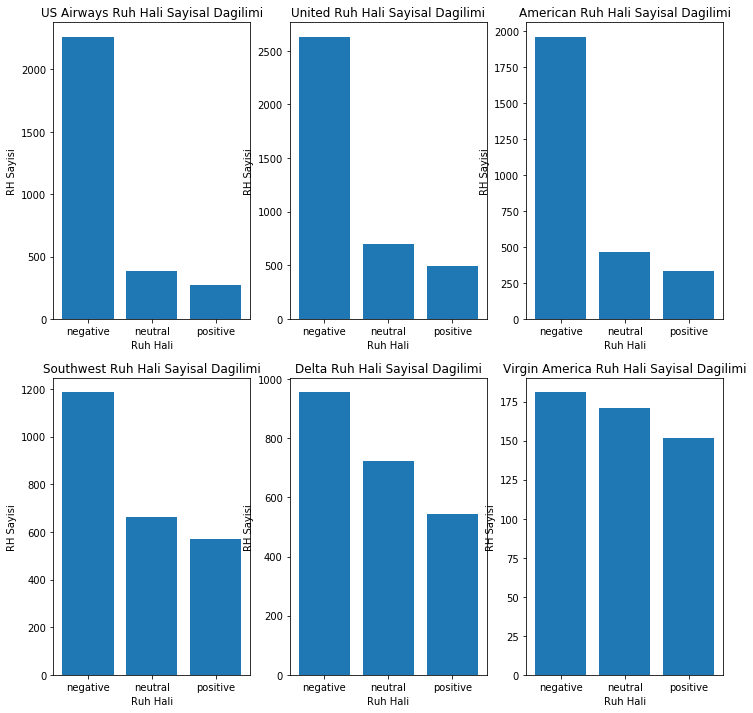 US Airways Ruh Hali Sayisal Dagilimi
RH Sayisi
2000
1500
1000
500
0
negative neutral positive
Ruh Hali
United Ruh Hali Sayisal Dagilimi
RH Sayisi
2500
2000
1500
1000
500
0
negative neutral positive
Ruh Hali
American Ruh Hali Sayisal Dagilimi
RH Sayisi
2000
1750
1500
1250
1000
750
500
250
0
negative neutral positive
Ruh Hali
Southwest Ruh Hali Sayisal Dagilimi
RH Sayisi
1200
1000
800
600
400
200
0
negative neutral positive
Ruh Hali
Delta Ruh Hali Sayisal Dagilimi
RH Sayisi
1000
800
600
400
200
0
negative neutral positive
Ruh Hali
Virgin America Ruh Hali Sayisal Dagilimi
RH Sayisi
175
150
125
100
75
50
25
0
negative neutral positive
Ruh Hali